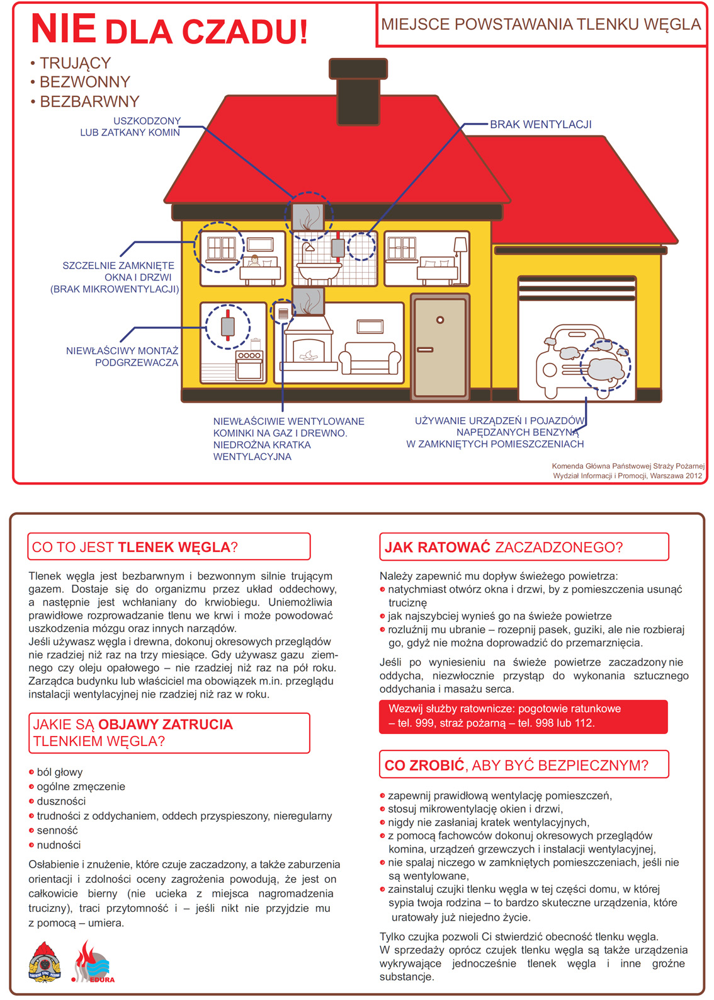 NIE DLA CZADU!
MIEJSCE POWSTAWANIA TLENKU WĘGLA
• TRUJĄCY
• BEZWONNY
• BEZBARWNY
USZKODZONY
LUB ZATKANY KOMIN
BRAK WENTYLACJI
SZCZELNIE ZAMKNIĘTE
OKNA I DRZWI
(BRAK MIKROWENTYLACJI)
NIEWŁAŚCIWY MONTAŻ
PODGRZEWACZA
NIEWŁAŚCIWIE WENTYLOWANE
KOMINKI NA GAZ I DREWNO.
NIEDROŻNA KRATKA
WENTYLACYJNA
UŻYWANIE URZĄDZEŃ I POJAZDÓW
NAPĘDZANYCH BENZYNĄ
W ZAMKNIĘTYCH POMIESZCZENIACH
Komenda Główna Państwowej Straży Pożarnej
Wydział Informacji i Promocji, Warszawa 2012
CO TO JEST TLENEK WĘGLA?
Tlenek węgla jest bezbarwnym i bezwonnym silnie trującym
gazem. Dostaje się do organizmu przez układ oddechowy,
a następnie jest wchłaniany do krwiobiegu. Uniemożliwia
prawidłowe rozprowadzanie tlenu we krwi i może powodować
uszkodzenia mózgu oraz innych narządów.
Jeśli używasz węgla i drewna, dokonuj okresowych przeglądów
nie rzadziej niż raz na trzy miesiące. Gdy używasz gazu ziem-
nego czy oleju opałowego – nie rzadziej niż raz na pół roku.
Zarządca budynku lub właściciel ma obowiązek m.in. przeglądu
instalacji wentylacyjnej nie rzadziej niż raz w roku.
JAKIE SĄ OBJAWY ZATRUCIA
TLENKIEM WĘGLA?
ból głowy
ogólne zmęczenie
duszności
trudności z oddychaniem, oddech przyspieszony, nieregularny
senność
nudności
Osłabienie i znużenie, które czuje zaczadzony, a także zaburzenia
orientacji i zdolności oceny zagrożenia powodują, że jest on
całkowicie bierny (nie ucieka z miejsca nagromadzenia
trucizny), traci przytomność i – jeśli nikt nie przyjdzie mu
z pomocą – umiera.
PAŃSTWOWA STRAŻ POŻARNA
EDURA
JAK RATOWAĆ ZACZADZONEGO?
Należy zapewnić mu dopływ świeżego powietrza:
natychmiast otwórz okna i drzwi, by z pomieszczenia usunąć
truciznę
jak najszybciej wynieś go na świeże powietrze
rozluźnij mu ubranie – rozepnij pasek, guziki, ale nie rozbieraj
go, gdyż nie można doprowadzić do przemarznięcia.
Jeśli po wyniesieniu na świeże powietrze zaczadzony nie
oddycha, niezwłocznie przystąp do wykonania sztucznego
oddychania i masażu serca.
Wezwij służby ratownicze: pogotowie ratunkowe
– tel. 999, straż pożarną – tel. 998 lub 112.
CO ZROBIĆ, ABY BYĆ BEZPIECZNYM?
zapewnij prawidłową wentylację pomieszczeń,
stosuj mikrowentylację okien i drzwi,
nigdy nie zasłaniaj kratek wentylacyjnych,
z pomocą fachowców dokonuj okresowych przeglądów
komina, urządzeń grzewczych i instalacji wentylacyjnej,
nie spalaj niczego w zamkniętych pomieszczeniach, jeśli nie
są wentylowane,
zainstaluj czujki tlenku węgla w tej części domu, w której
sypia twoja rodzina – to bardzo skuteczne urządzenia, które
uratowały już niejedno życie.
Tylko czujka pozwoli Ci stwierdzić obecność tlenku węgla.
W sprzedaży oprócz czujek tlenku węgla są także urządzenia
wykrywające jednocześnie tlenek węgla i inne groźne
substancje.